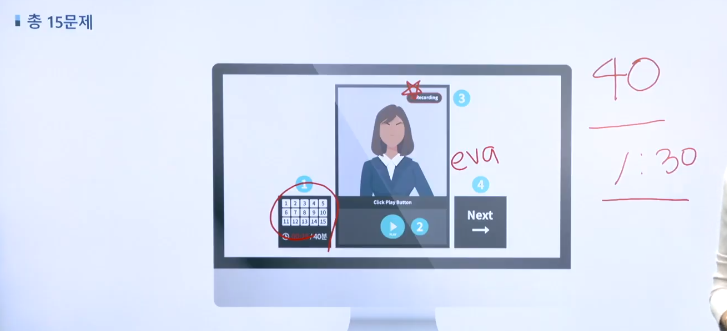 총 15문제
40
Recording
3
eva
1:30
1
4
1 2 3 4 5
6 7 8 9 10
11 12 13 14 15
/40분
Click Play Button
2
Next